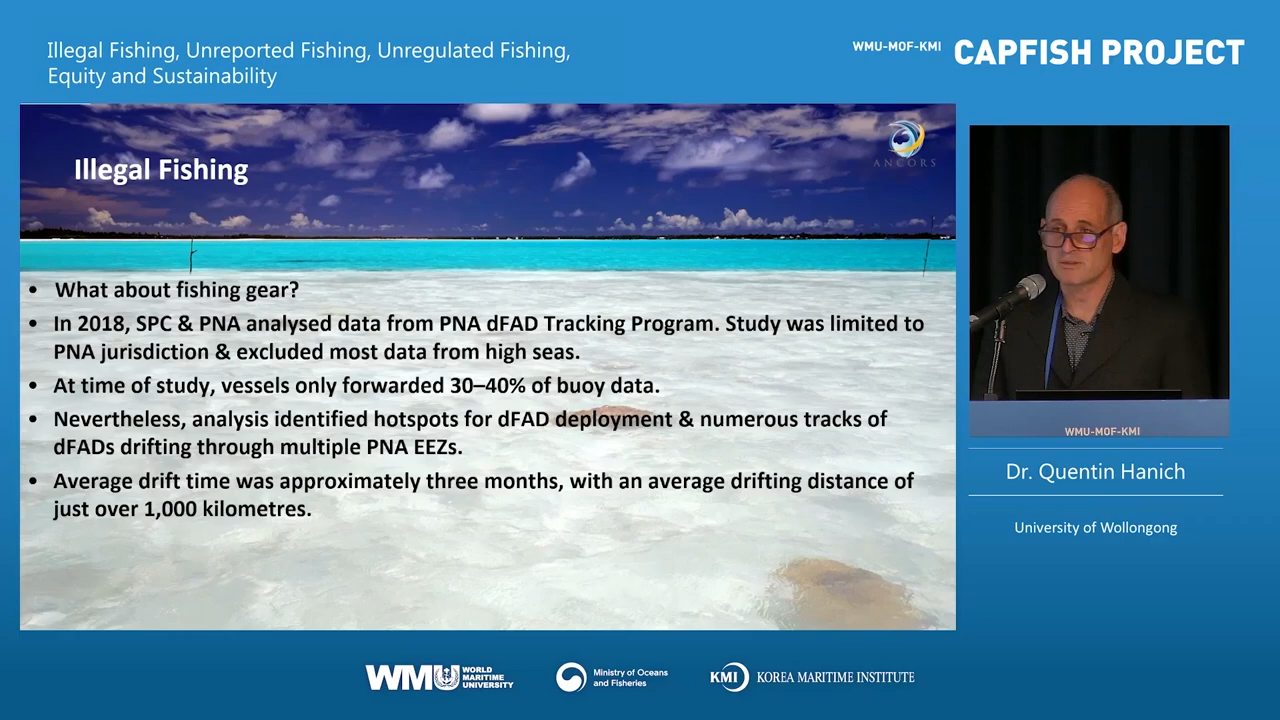 Illegal Fishing, Unreported Fishing, Unregulated Fishing,
Equity and Sustainability
WMU-MOF-KMI CAPFISH PROJECT
Illegal Fishing
ANCORS
• What about fishing gear?
• In 2018, SPC & PNA analysed data from PNA dFAD Tracking Program. Study was limited to
PNA jurisdiction & excluded most data from high seas.
• At time of study, vessels only forwarded 30–40% of buoy data.
• Nevertheless, analysis identified hotspots for dFAD deployment & numerous tracks of
dFADs drifting through multiple PNA EEZs.
• Average drift time was approximately three months, with an average drifting distance of
just over 1,000 kilometres.
WMU-MOF-KMI
Dr. Quentin Hanich
University of Wollongong
WMU WORLD
MARITIME
UNIVERSITY
Ministry of Oceans
and Fisheries
KMI KOREA MARITIME INSTITUTE